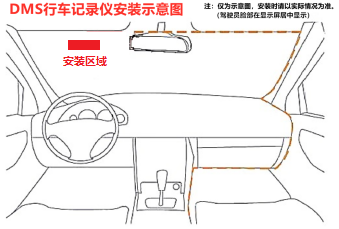 DMS行车记录仪安装示意图
注：仅为示意图，安装时请以实际情况为准。
（驾驶员脸部在显示屏居中显示）
安装区域